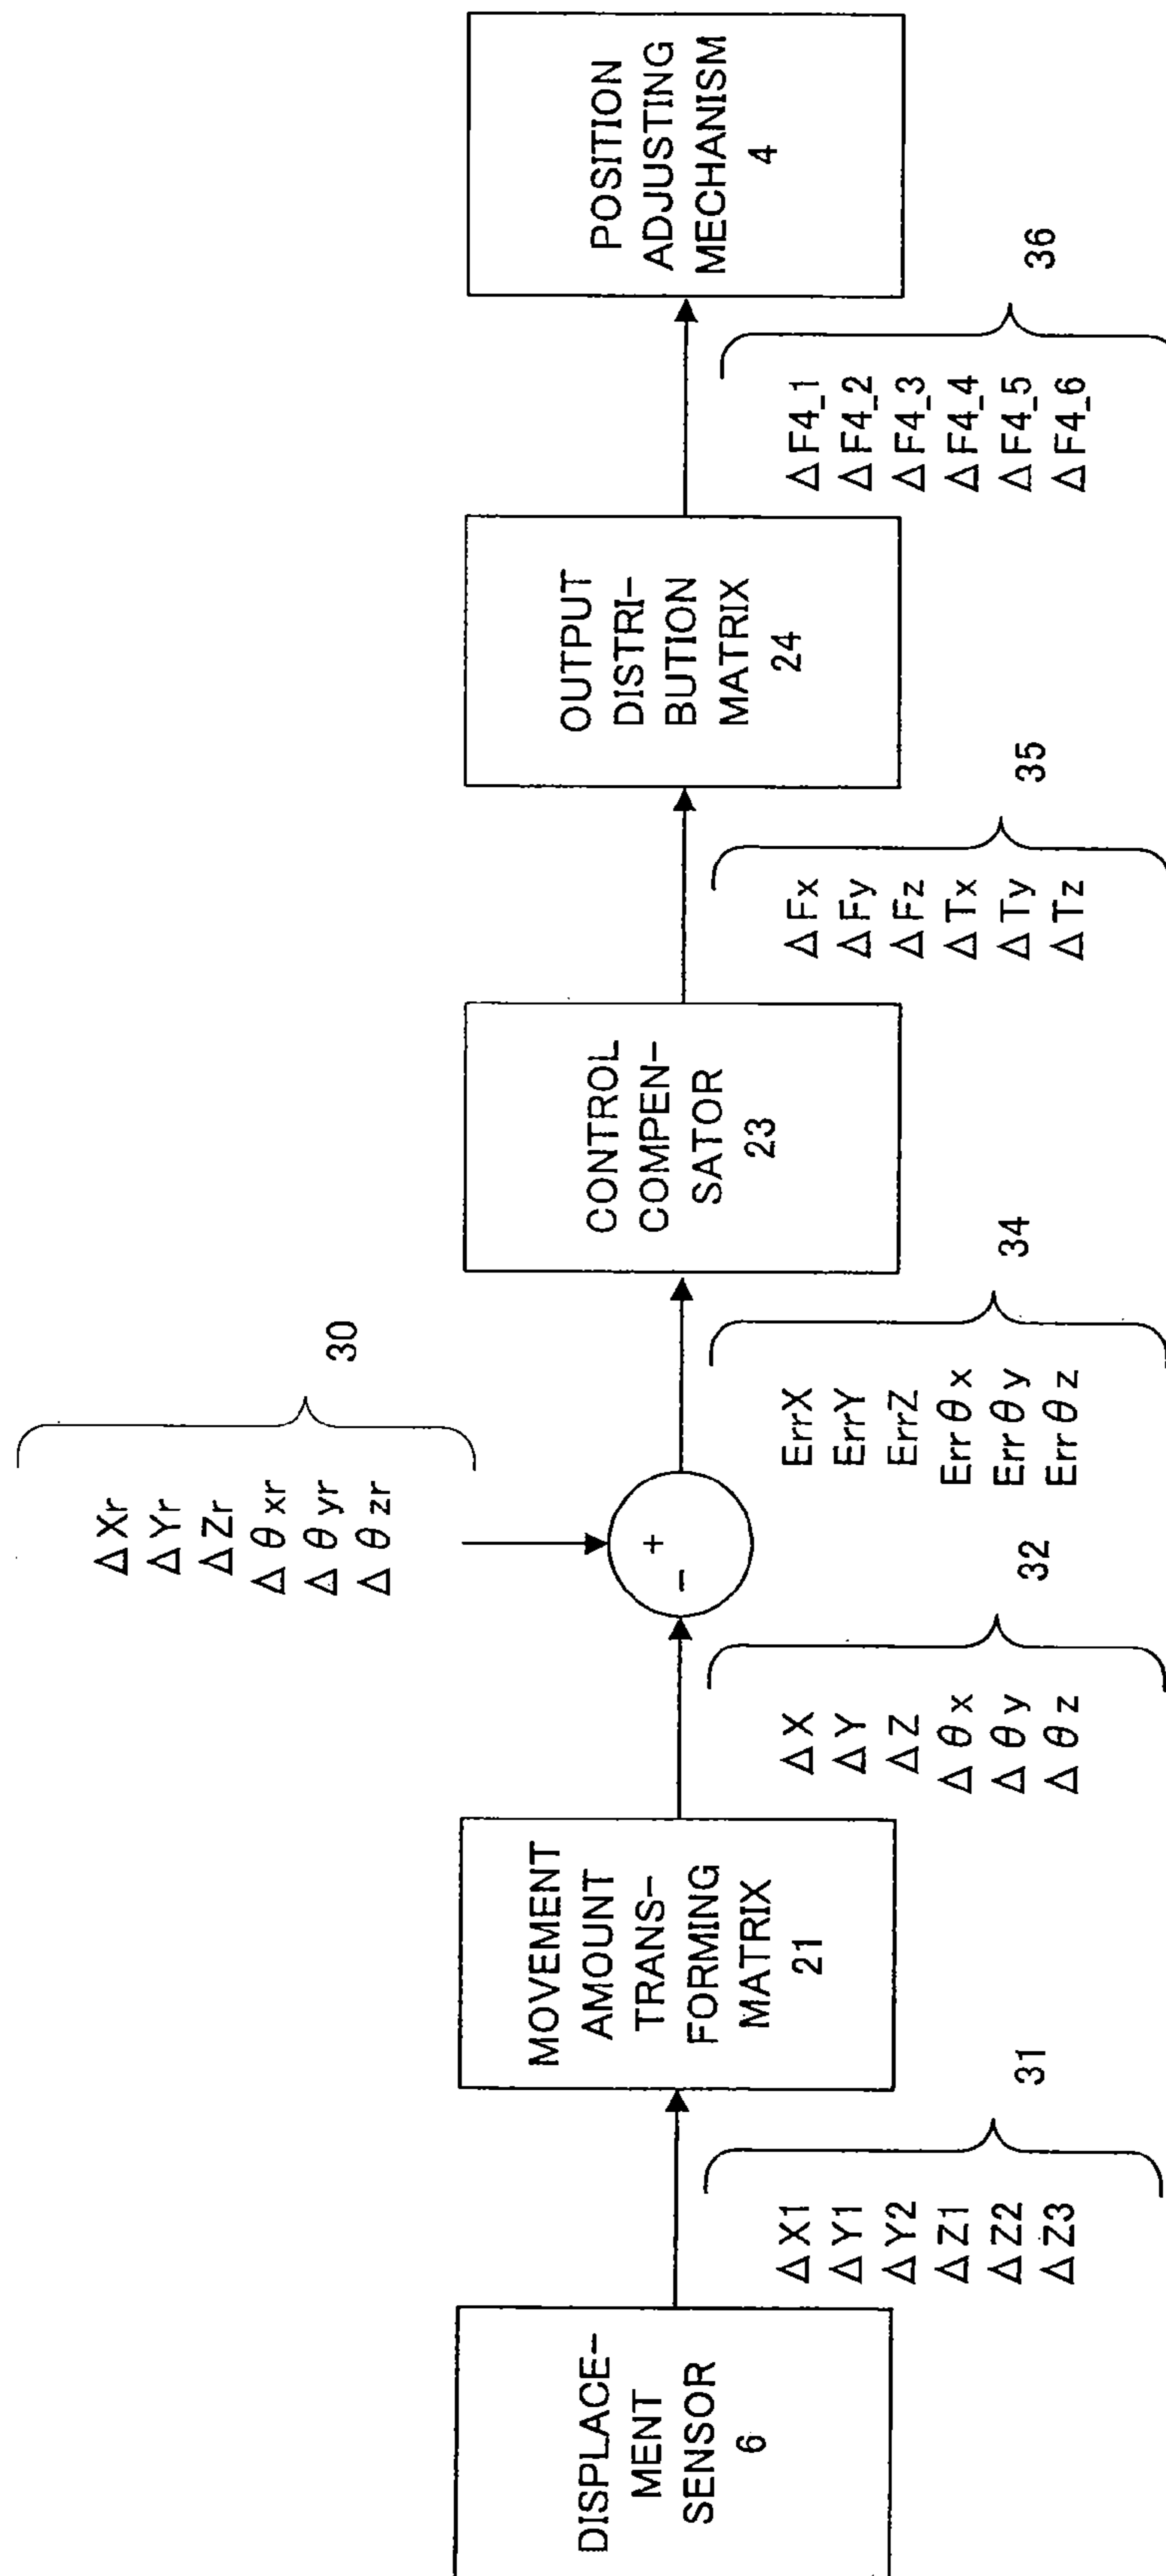 DISPLACE-
MENT
SENSOR
6
ΔX1
ΔY1
ΔY2
ΔZ1
ΔZ2
ΔZ3
31
MOVEMENT
AMOUNT
TRANS-
FORMING
MATRIX
21
ΔX
ΔY
ΔZ
Δθx
Δθy
Δθz
32
ΔXr
ΔYr
ΔZr
Δθxr
Δθyr
Δθzr
30
+
−
ErrX
ErrY
ErrZ
Errθx
Errθy
Errθz
34
CONTROL
COMPEN-
SATOR
23
ΔFx
ΔFy
ΔFz
ΔTx
ΔTy
ΔTz
35
OUTPUT
DISTRI-
BUTION
MATRIX
24
ΔF4_1
ΔF4_2
ΔF4_3
ΔF4_4
ΔF4_5
ΔF4_6
36
POSITION
ADJUSTING
MECHANISM
4